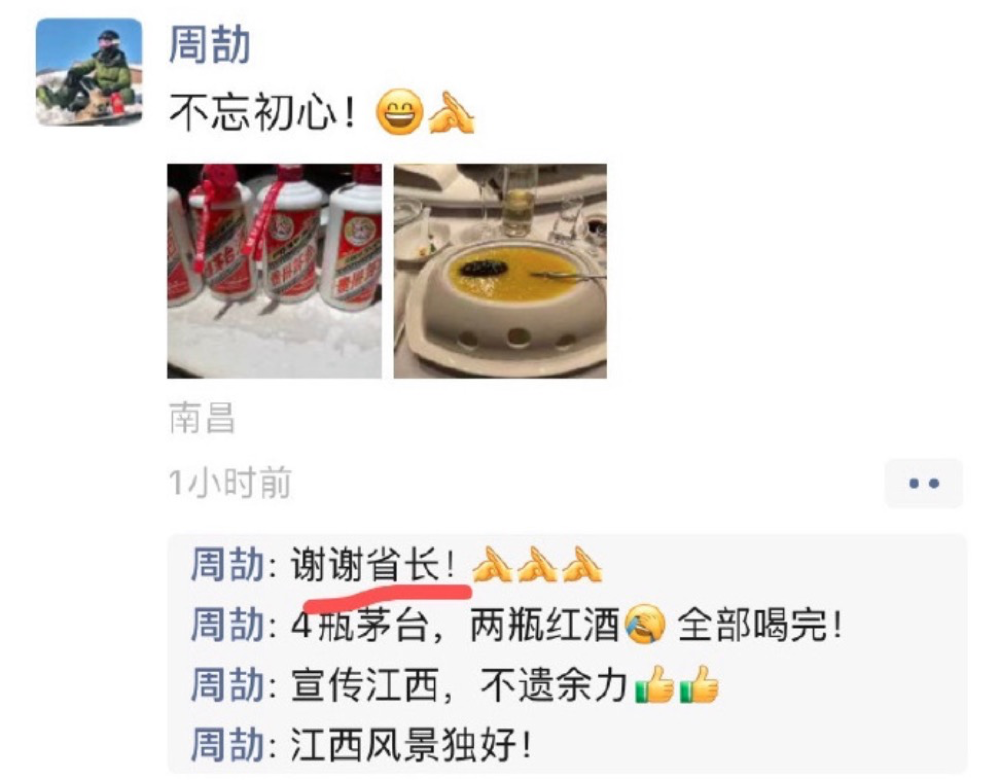 周劼
不忘初心！😄🙏
南昌
1小时前
周劼: 谢谢省长！🙏🙏🙏
周劼: 4瓶茅台，两瓶红酒🤣 全部喝完！
周劼: 宣传江西，不遗余力👍👍
周劼: 江西风景独好！